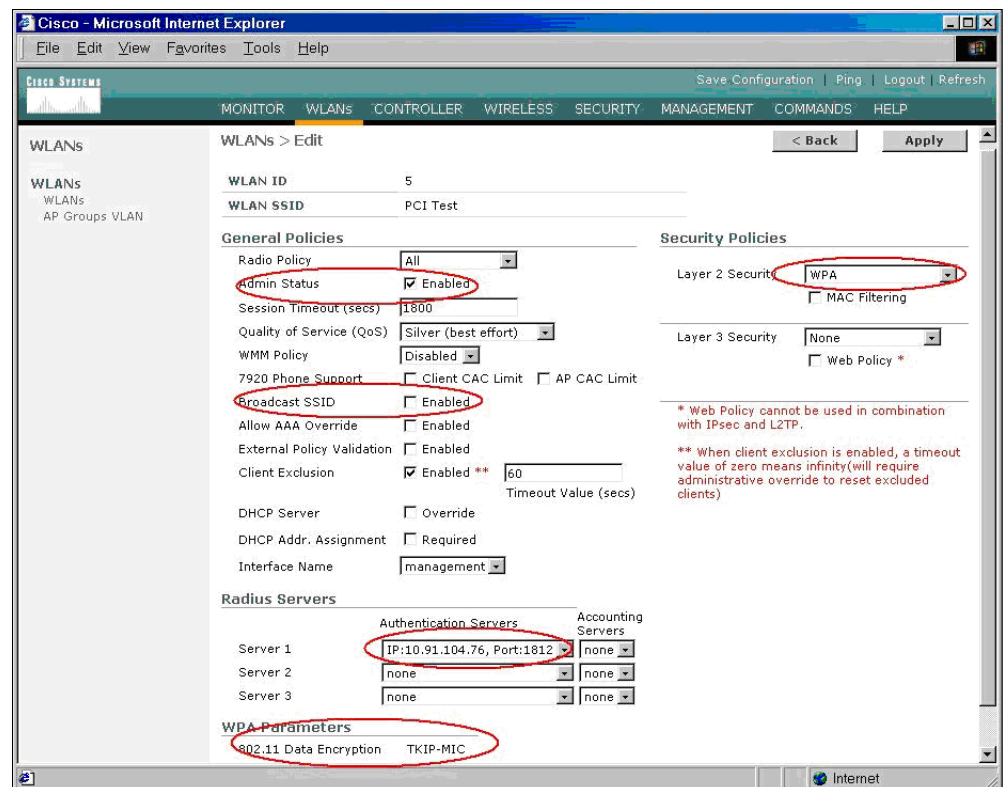 Cisco - Microsoft Internet Explorer
File Edit View Favorites Tools Help
CISCO SYSTEMS
Save Configuration | Ping | Logout | Refresh
MONITOR WLANs CONTROLLER WIRELESS SECURITY MANAGEMENT COMMANDS HELP
WLANs
WLANs
WLANs
AP Groups VLAN
WLANs > Edit
< Back Apply
WLAN ID 5
WLAN SSID PCI Test
General Policies
Radio Policy All
Admin Status Enabled
Session Timeout (secs) 1800
Quality of Service (QoS) Silver (best effort)
WMM Policy Disabled
7920 Phone Support Client CAC Limit AP CAC Limit
Broadcast SSID Enabled
Allow AAA Override Enabled
External Policy Validation Enabled
Client Exclusion Enabled ** 60
Timeout Value (secs)
DHCP Server Override
DHCP Addr. Assignment Required
Interface Name management
Security Policies
Layer 2 Security WPA
MAC Filtering
Layer 3 Security None
Web Policy *
* Web Policy cannot be used in combination
with IPsec and L2TP.
** When client exclusion is enabled, a timeout
value of zero means infinity(will require
administrative override to reset excluded
clients)
Radius Servers
Authentication Servers Accounting
Servers
Server 1 IP:10.91.104.76, Port:1812 none
Server 2 none none
Server 3 none none
WPA Parameters
802.11 Data Encryption TKIP-MIC
Internet